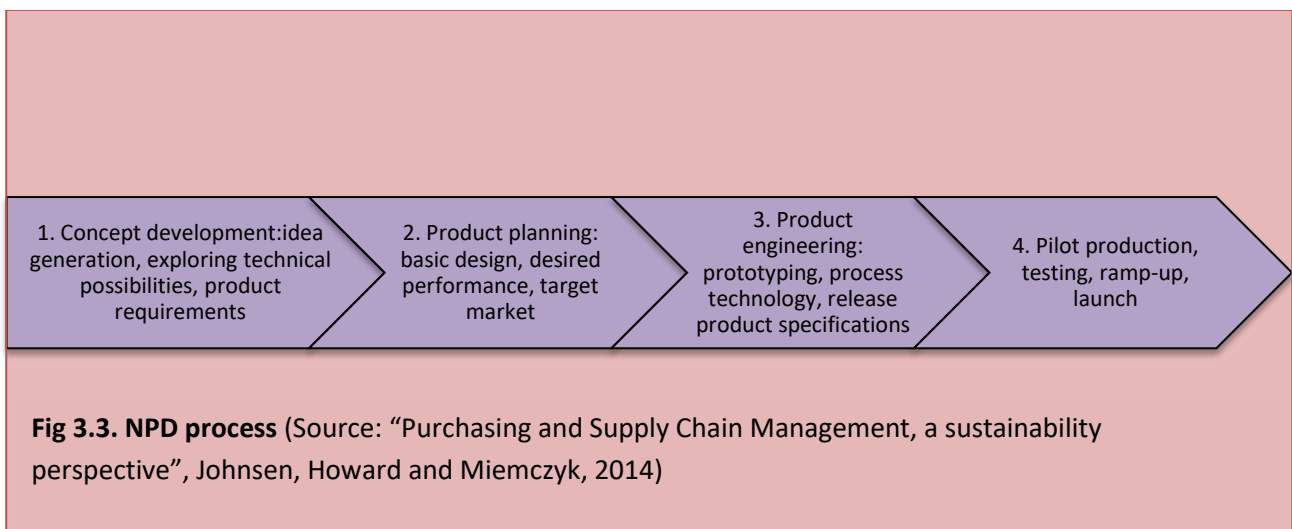 1. Concept development:idea
generation, exploring technical
possibilities, product
requirements
2. Product planning:
basic design, desired
performance, target
market
3. Product
engineering:
prototyping, process
technology, release
product specifications
4. Pilot production,
testing, ramp-up,
launch
Fig 3.3. NPD process (Source: “Purchasing and Supply Chain Management, a sustainability
perspective”, Johnsen, Howard and Miemczyk, 2014)